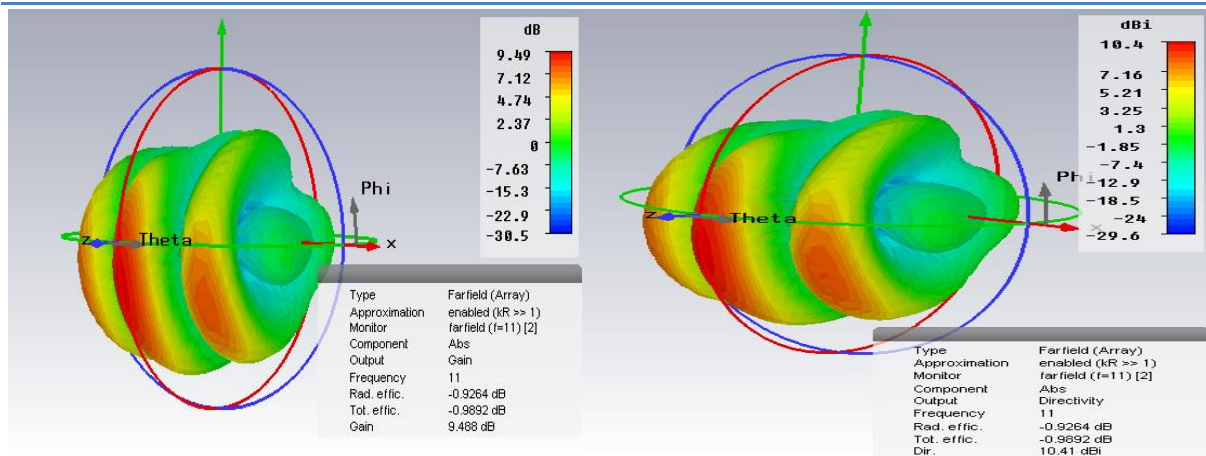 dB
9.49
7.12
4.74
2.37
0
-7.63
-15.3
-22.9
-30.5
Phi
z
Theta
x
Type Farfield (Array)
Approximation enabled (kR >> 1)
Monitor farfield (f=11) [2]
Component Abs
Output Gain
Frequency 11
Rad. effic. -0.9264 dB
Tot. effic. -0.9892 dB
Gain 9.488 dB
dBi
10.4
7.16
5.21
3.25
1.3
-1.85
-7.4
-12.9
-18.5
-24
-29.6
Phi
z
Theta
x
Type Farfield (Array)
Approximation enabled (kR >> 1)
Monitor farfield (f=11) [2]
Component Abs
Output Directivity
Frequency 11
Rad. effic. -0.9264 dB
Tot. effic. -0.9892 dB
Dir. 10.41 dBi